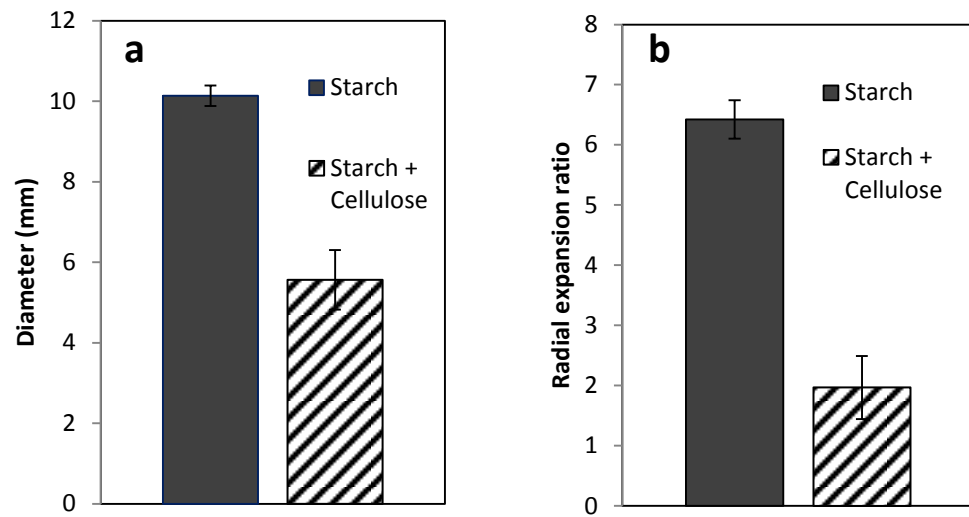 a
Diameter (mm)
12
10
8
6
4
2
0
Starch
Starch +
Cellulose
b
Radial expansion ratio
8
7
6
5
4
3
2
1
0
Starch
Starch +
Cellulose